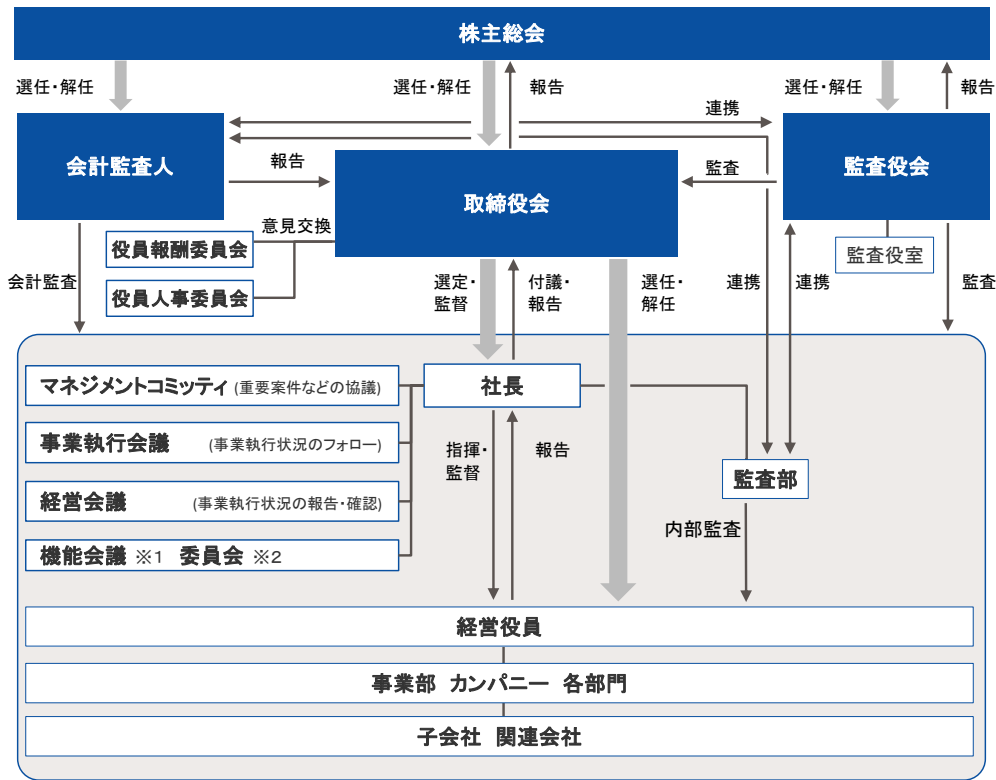 株主総会
選任・解任
選任・解任
報告
選任・解任
報告
連携
会計監査人
報告
取締役会
監査
監査役会
意見交換
役員報酬委員会
役員人事委員会
監査役室
会計監査
選定・
監督
付議・
報告
選任・
解任
連携
連携
監査
マネジメントコミッティ (重要案件などの協議)
社長
事業執行会議 (事業執行状況のフォロー)
指揮・
監督
報告
監査部
経営会議 (事業執行状況の報告・確認)
内部監査
機能会議 ※1 委員会 ※2
経営役員
事業部 カンパニー 各部門
子会社 関連会社